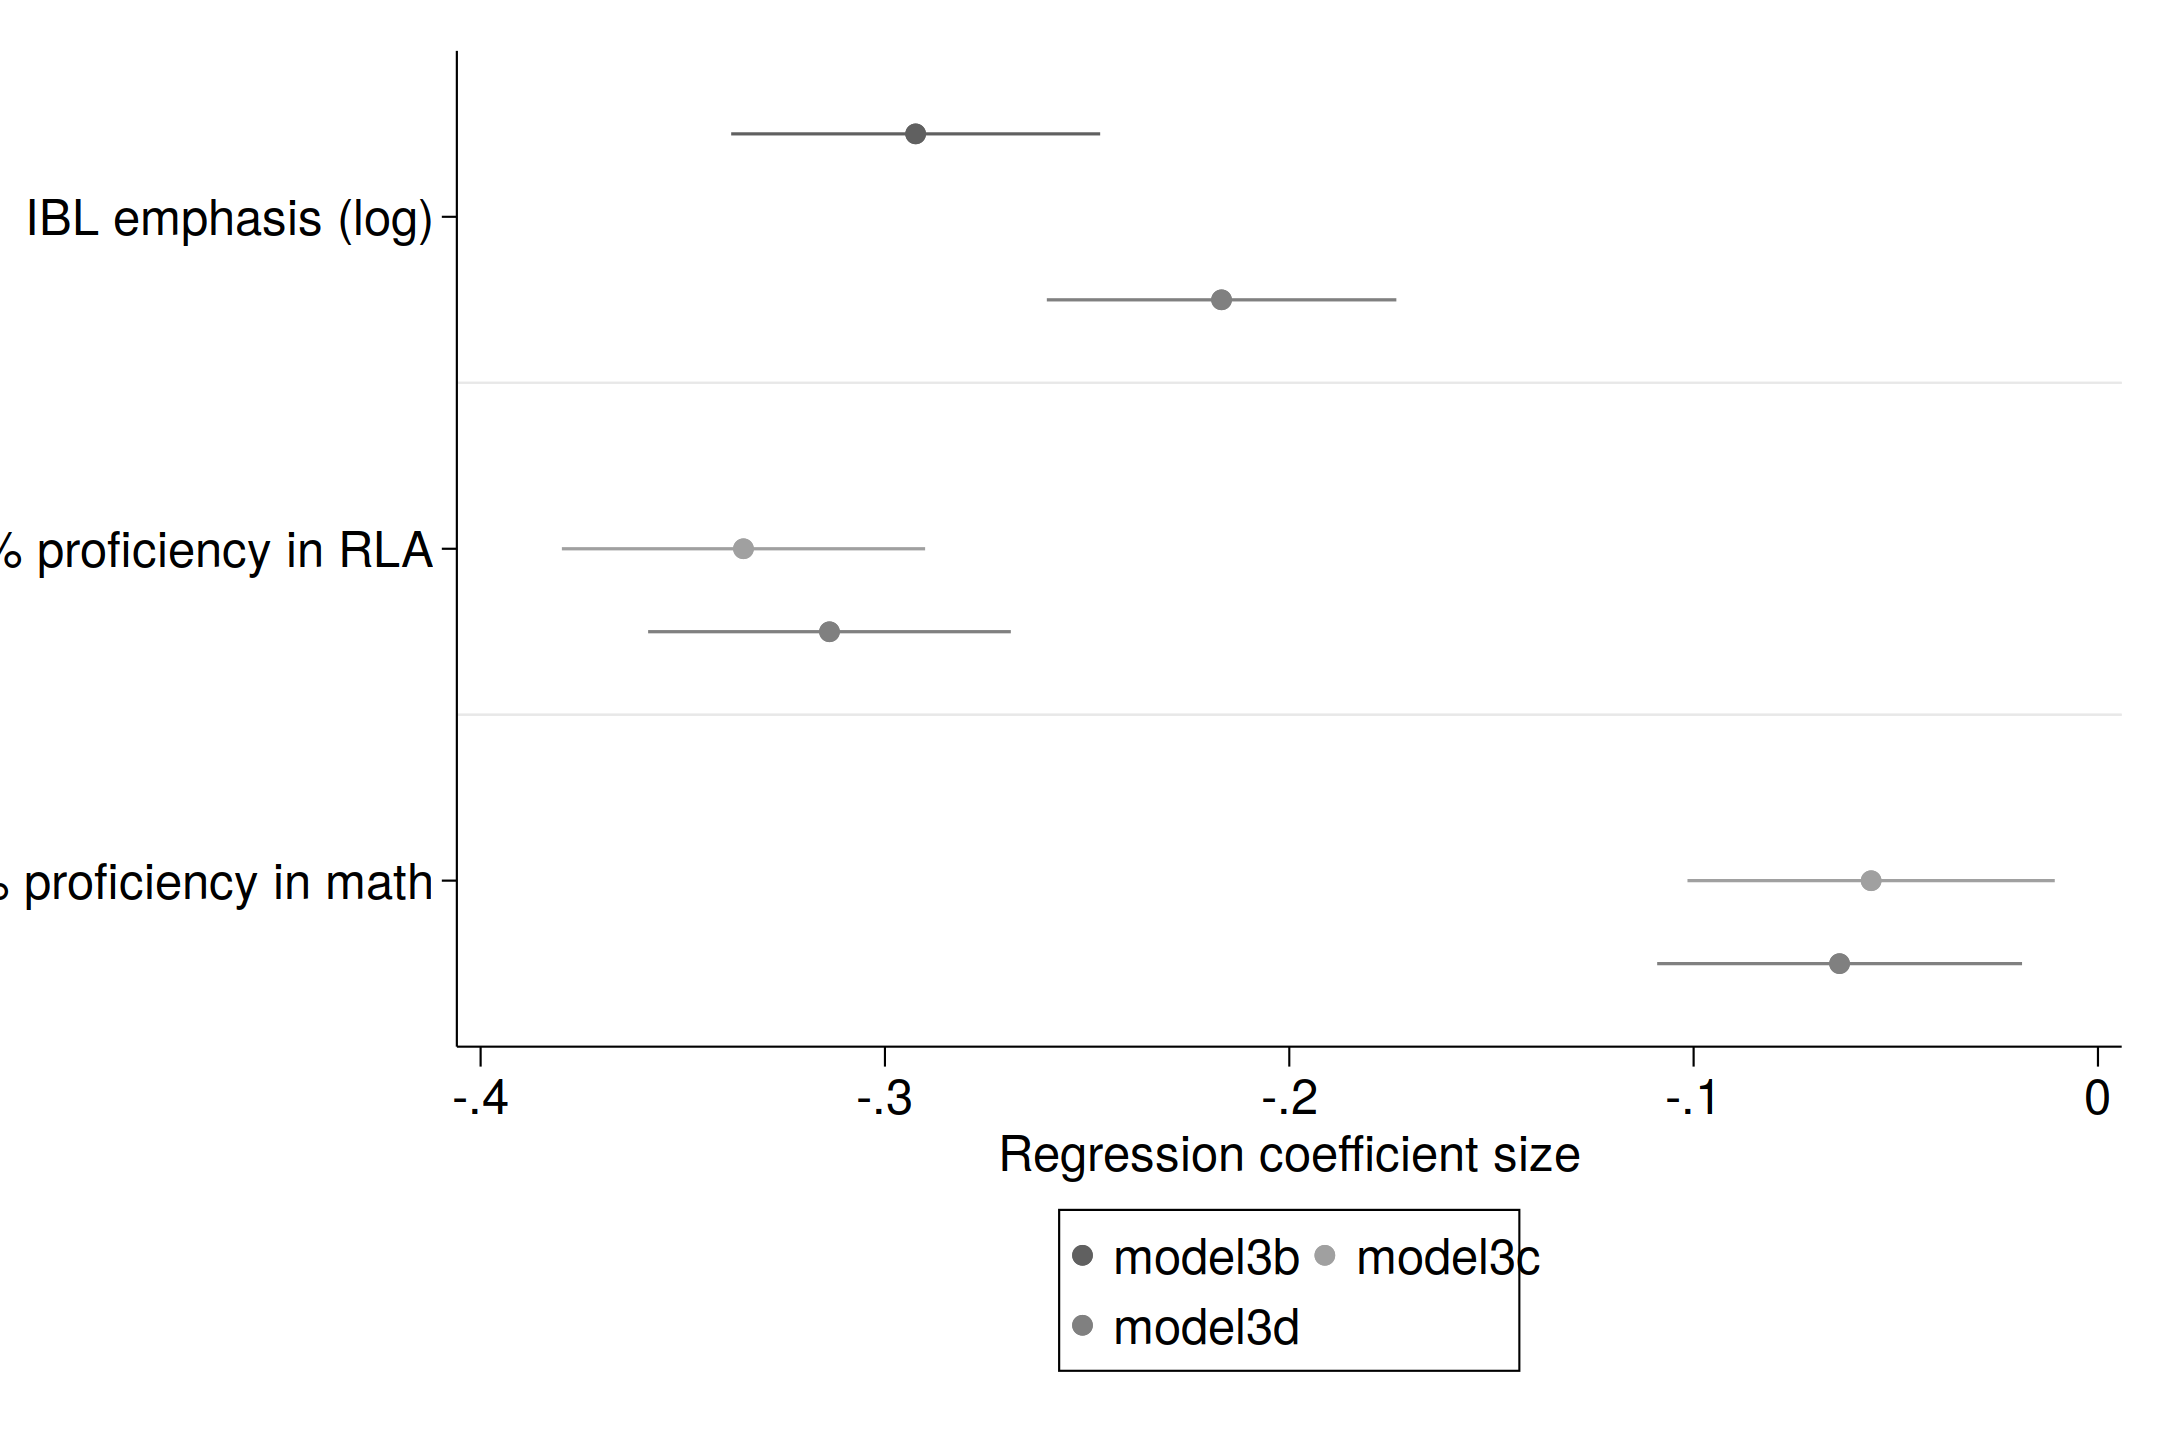 IBL emphasis (log)
% proficiency in RLA
% proficiency in math
-.4 -.3 -.2 -.1 0
Regression coefficient size
model3b model3c
model3d